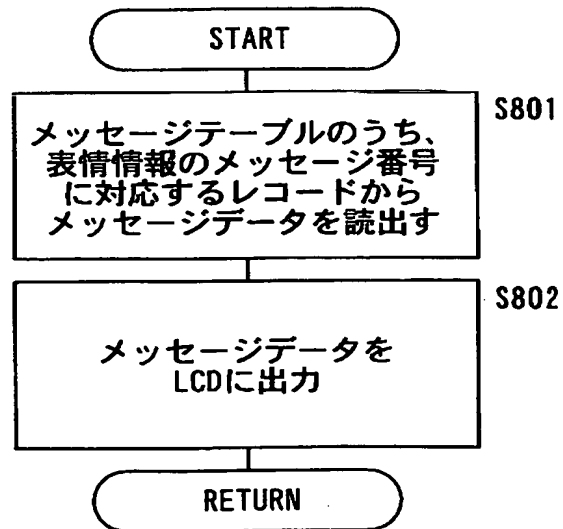 START
S801
メッセージテーブルのうち、
表情情報のメッセージ番号
に対応するレコードから
メッセージデータを読出す
S802
メッセージデータを
LCDに出力
RETURN